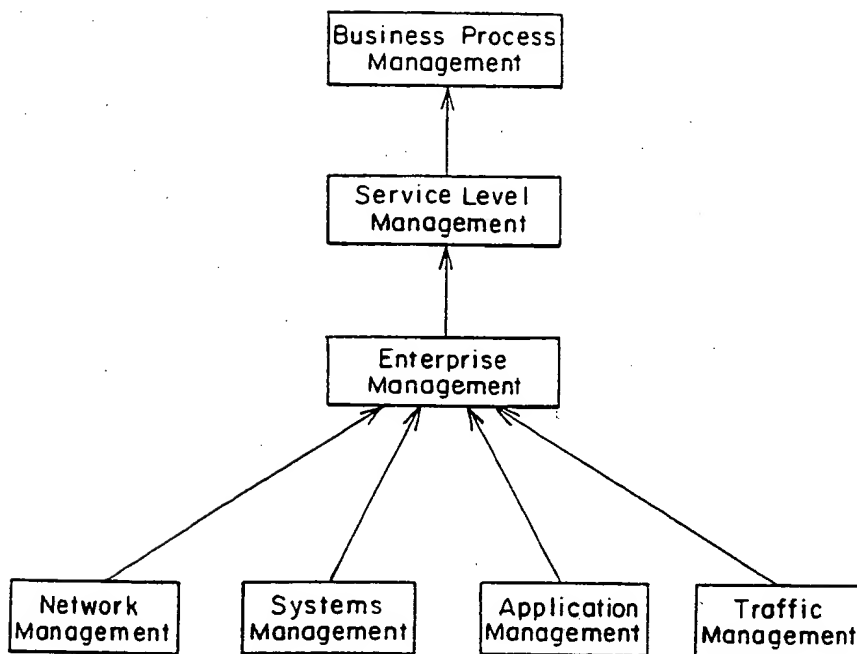 Business Process
Management
Service Level
Management
Enterprise
Management
Network
Management
Systems
Management
Application
Management
Traffic
Management